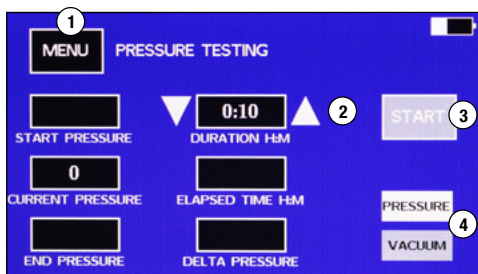 1
MENU PRESSURE TESTING
0:10 2 START 3
START PRESSURE DURATION H:M
0
CURRENT PRESSURE ELAPSED TIME H:M PRESSURE
4
VACUUM
END PRESSURE DELTA PRESSURE